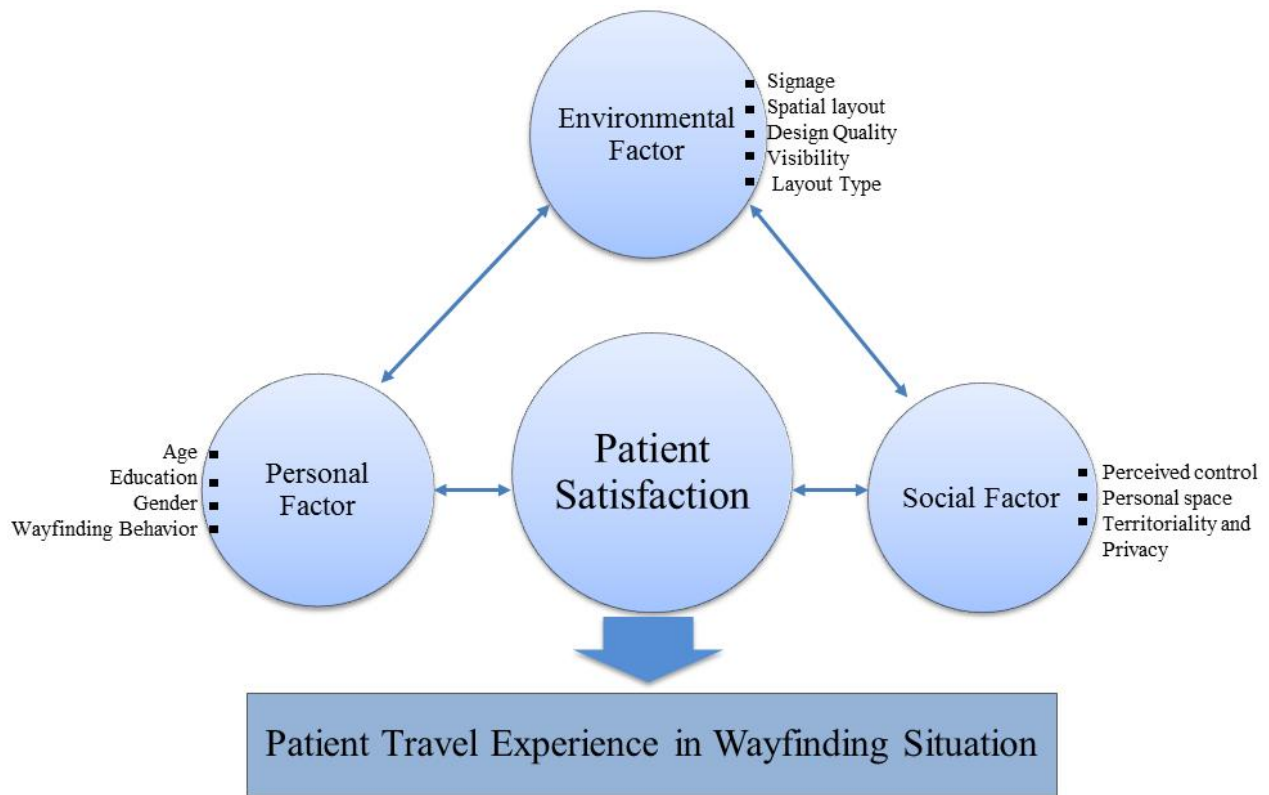 Environmental
Factor
Signage
Spatial layout
Design Quality
Visibility
Layout Type
Age
Education
Gender
Wayfinding Behavior
Personal
Factor
Patient
Satisfaction
Social Factor
Perceived control
Personal space
Territoriality and
Privacy
Patient Travel Experience in Wayfinding Situation